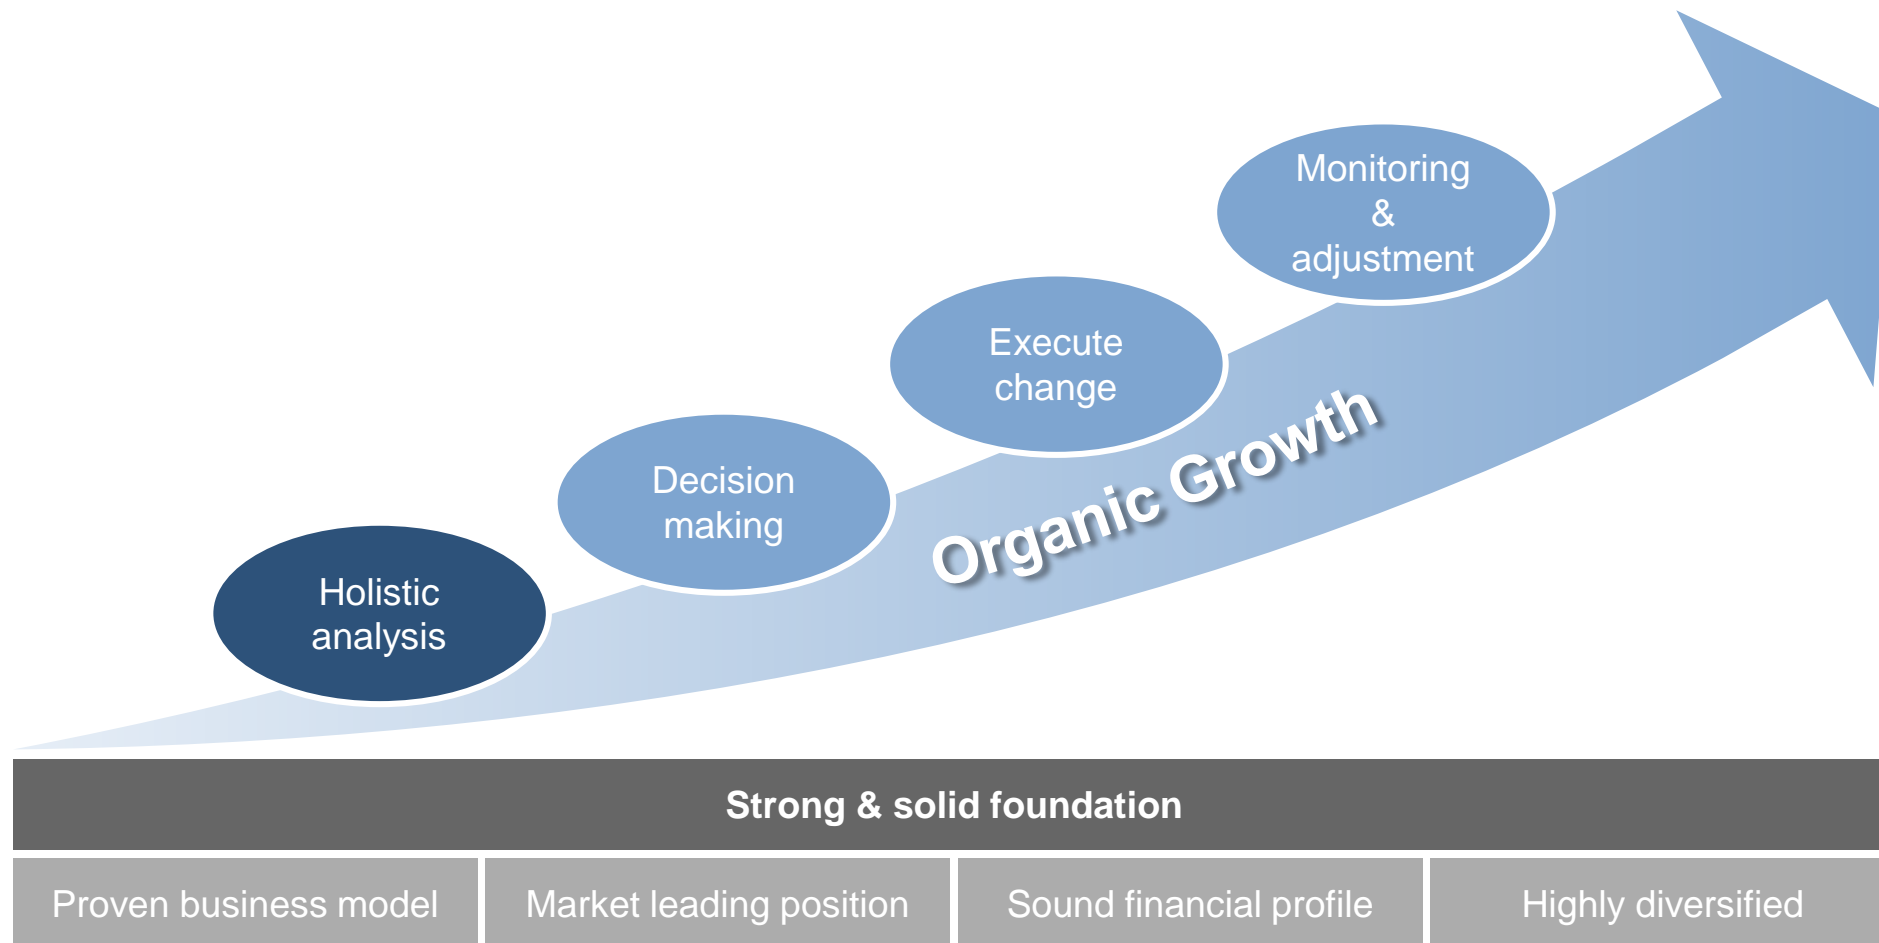 Monitoring
&
adjustment
Execute
change
Decision
making
Holistic
analysis
Organic Growth
Strong & solid foundation
Proven business model
Market leading position
Sound financial profile
Highly diversified